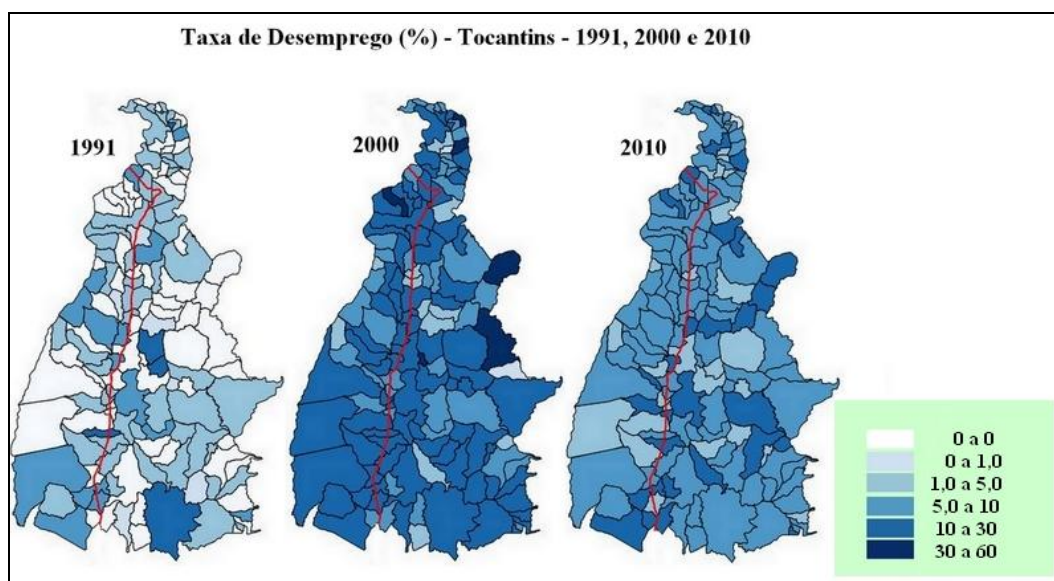 Taxa de Desemprego (%) - Tocantins - 1991, 2000 e 2010
1991
2000
2010
0 a 0
0 a 1,0
1,0 a 5,0
5,0 a 10
10 a 30
30 a 60